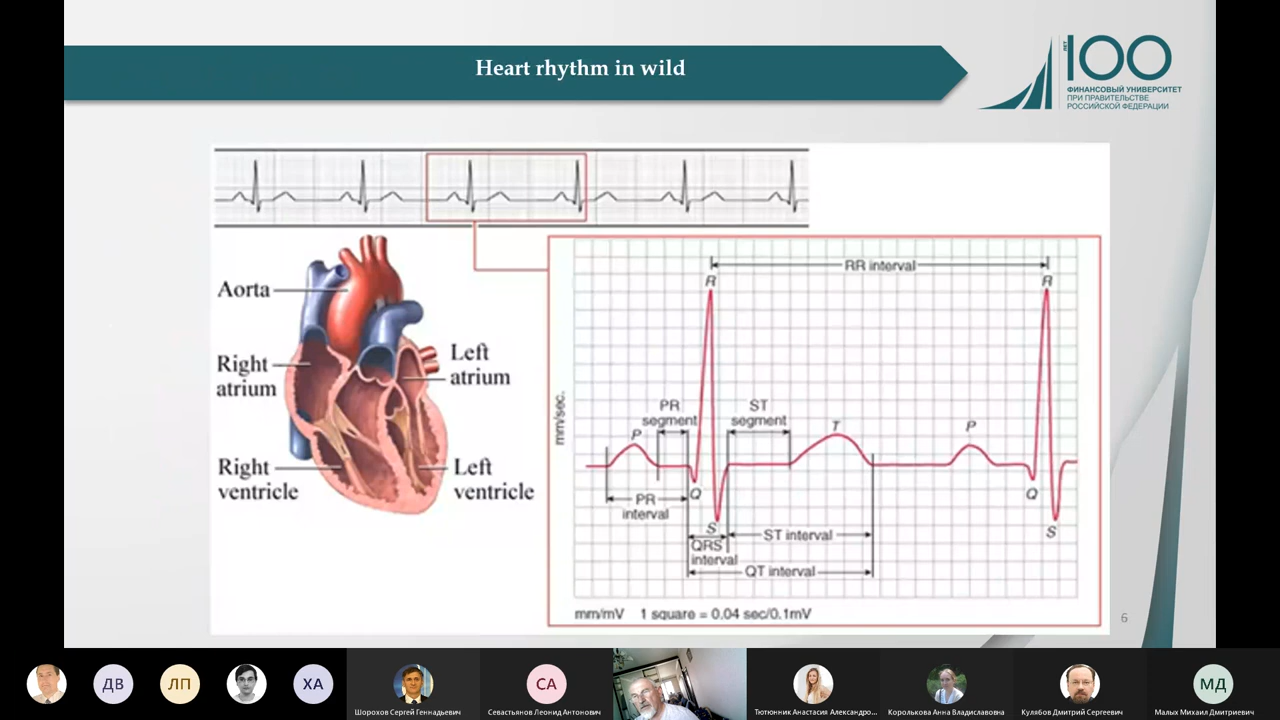 Heart rhythm in wild
ЛЕТ
100
ФИНАНСОВЫЙ УНИВЕРСИТЕТ
ПРИ ПРАВИТЕЛЬСТВЕ
РОССИЙСКОЙ ФЕДЕРАЦИИ
Aorta
Right
atrium
Left
atrium
Right
ventricle
Left
ventricle
RR interval
R
R
mm/sec.
PR
segment
ST
segment
P
T
P
Q
Q
PR
interval
S
S
QRS
interval
ST interval
QT interval
mm/mV 1 square = 0.04 sec/0.1mV
6
ДВ
ЛП
ХА
СА
МД
Шорохов Сергей Геннадьевич
Севастьянов Леонид Антонович
Тютюнник Анастасия Александро...
Королькова Анна Владиславовна
Кулябов Дмитрий Сергеевич
Малых Михаил Дмитриевич